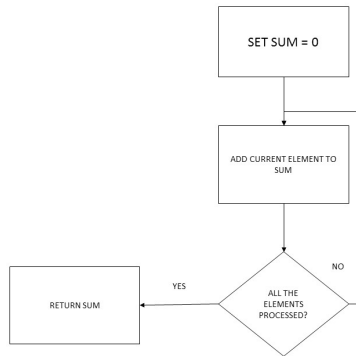 SET SUM = 0
ADD CURRENT ELEMENT TO
SUM
NO
YES
ALL THE
ELEMENTS
PROCESSED?
RETURN SUM